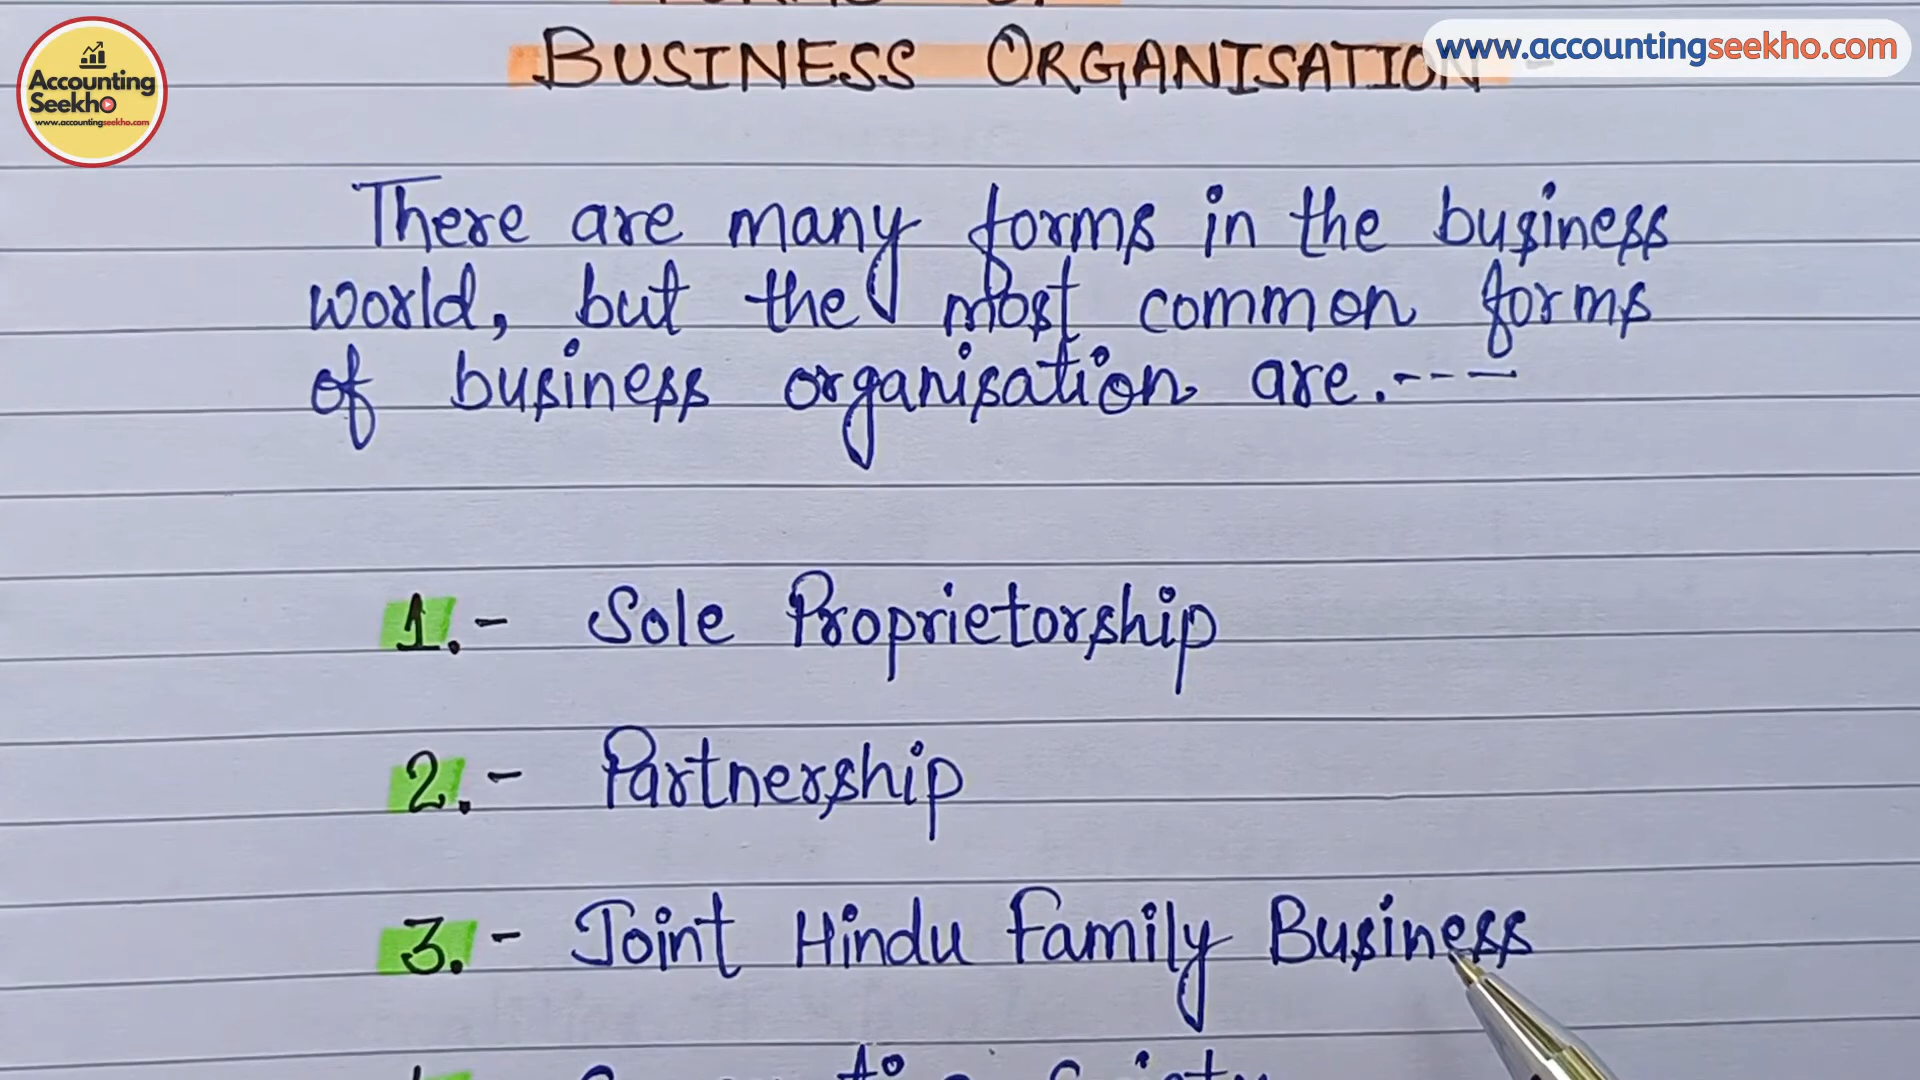 BUSINESS ORGANISATION -
www.accountingseekho.com
Accounting
Seekho
www.accountingseekho.com
There are many forms in the business
world, but the most common forms
of business organisation are.----
1.- Sole Proprietorship
2.- Partnership
3.- Joint Hindu Family Business